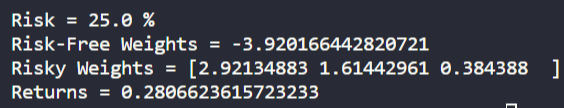 Risk = 25.0 %
Risk-Free Weights = -3.920166442820721
Risky Weights = [2.92134883 1.61442961 0.384388  ]
Returns = 0.2806623615723233